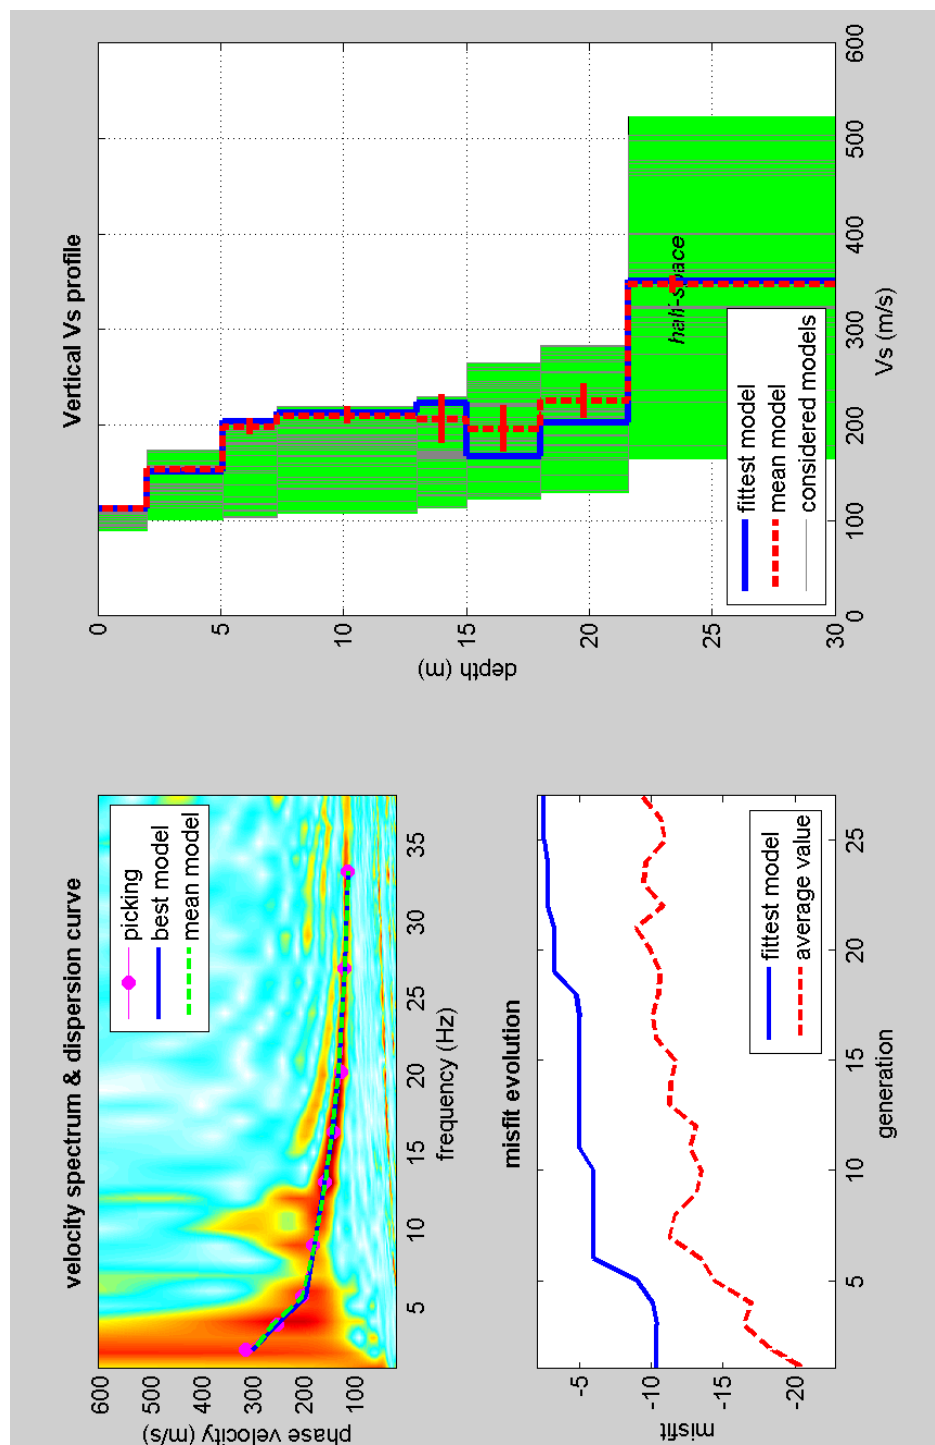 velocity spectrum & dispersion curve
600
500
400
300
200
100
phase velocity (m/s)
5
10
15
20
25
30
35
frequency (Hz)
picking
best model
mean model
misfit evolution
-5
-10
-15
-20
misfit
5
10
15
20
25
generation
fittest model
average value
Vertical Vs profile
0
5
10
15
20
25
30
depth (m)
0
100
200
300
400
500
600
Vs (m/s)
half-space
fittest model
mean model
considered models